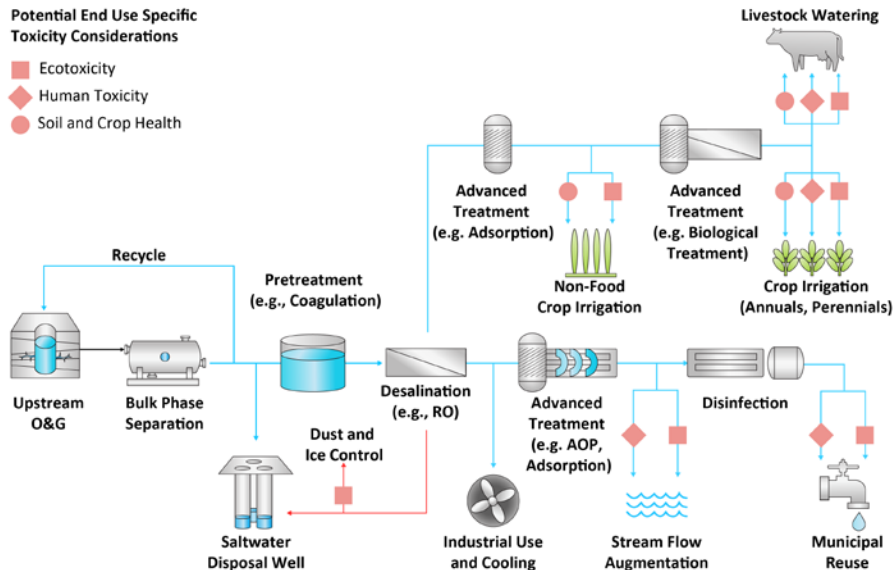 Potential End Use Specific
Toxicity Considerations
Ecotoxicity
Human Toxicity
Soil and Crop Health
Livestock Watering
Advanced
Treatment
(e.g. Adsorption)
Advanced
Treatment
(e.g. Biological
Treatment)
Non-Food
Crop Irrigation
Crop Irrigation
(Annuals, Perennials)
Recycle
Pretreatment
(e.g., Coagulation)
Upstream
O&G
Bulk Phase
Separation
Desalination
(e.g., RO)
Advanced
Treatment
(e.g. AOP,
Adsorption)
Disinfection
Dust and
Ice Control
Saltwater
Disposal Well
Industrial Use
and Cooling
Stream Flow
Augmentation
Municipal
Reuse